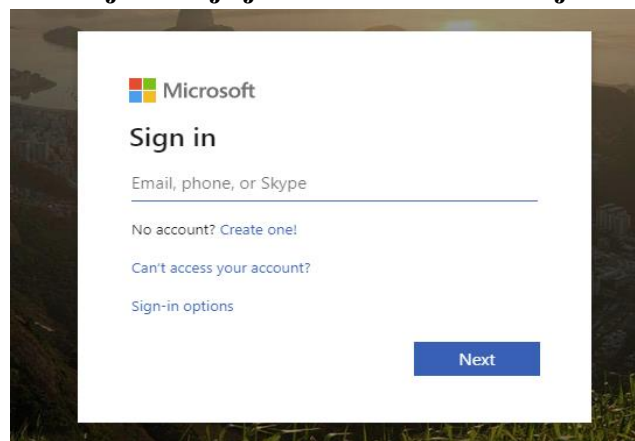 Microsoft
Sign in
Email, phone, or Skype
No account? Create one!
Can't access your account?
Sign-in options
Next